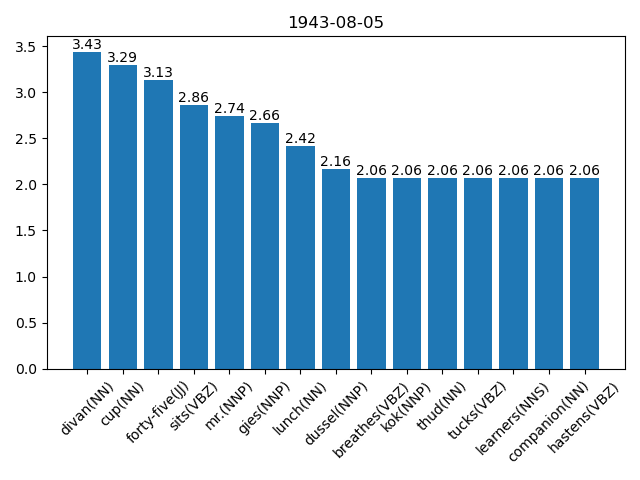 1943-08-05
3.43
3.29
3.13
2.86
2.74
2.66
2.42
2.16
2.06
2.06
2.06
2.06
2.06
2.06
2.06
3.5
3.0
2.5
2.0
1.5
1.0
0.5
0.0
divan(NN)
cup(NN)
forty-five(JJ)
sits(VBZ)
mr.(NNP)
gies(NNP)
lunch(NN)
dussel(NNP)
breathes(VBZ)
kok(NNP)
thud(NN)
tucks(VBZ)
learners(NNS)
companion(NN)
hastens(VBZ)